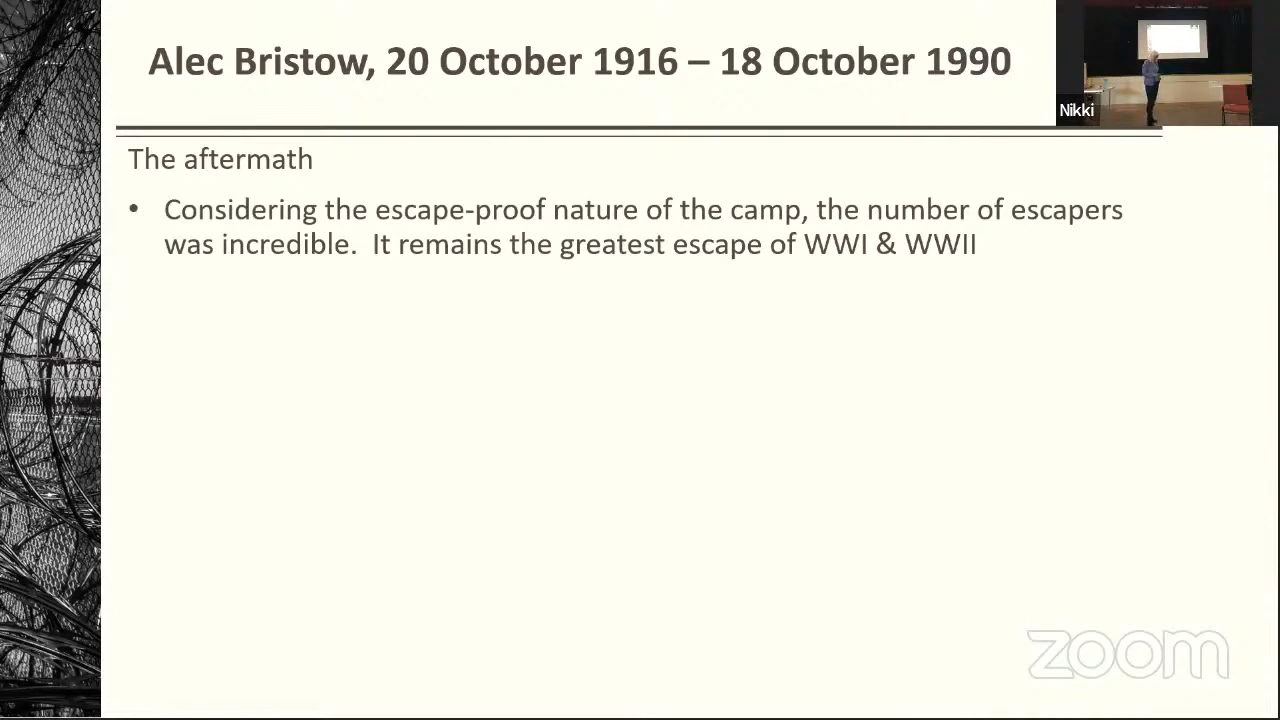 Alec Bristow, 20 October 1916 – 18 October 1990
Nikki
The aftermath
• Considering the escape-proof nature of the camp, the number of escapers
was incredible.  It remains the greatest escape of WWI & WWII
zoom